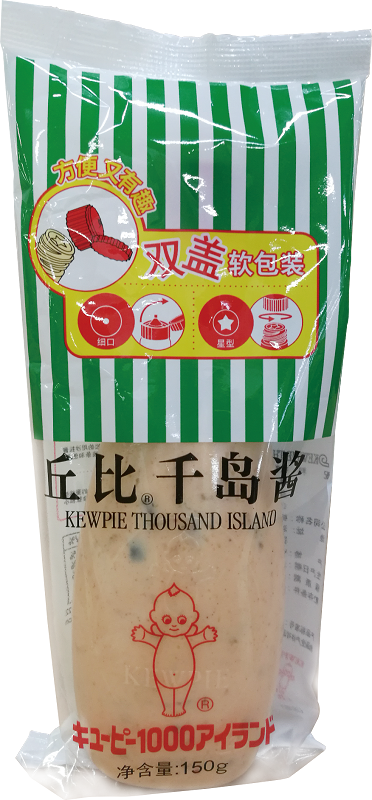 方便又有趣
双盖软包装
细口
星型
丘比®千岛酱
KEWPIE THOUSAND ISLAND
KEWPIE
®
キユーピー1000アイランド
净含量:150g